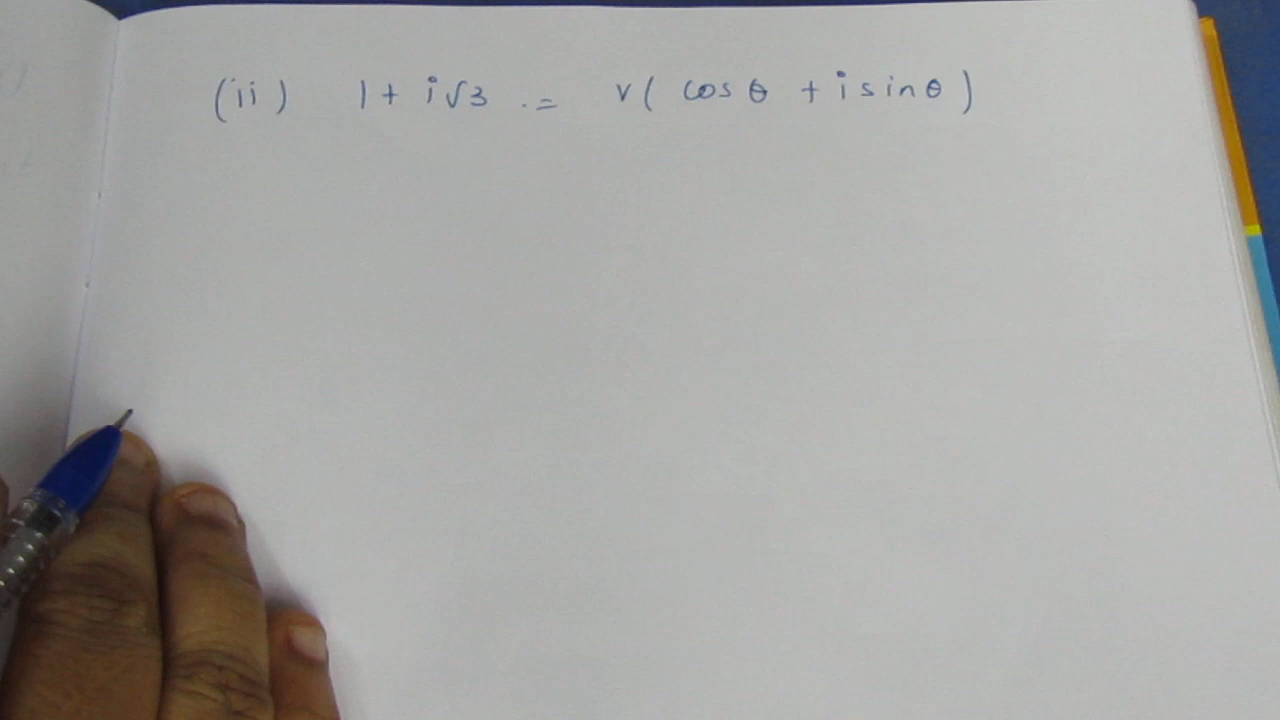 (ii) 1 + i√3 .= r( cos θ + i sin θ )